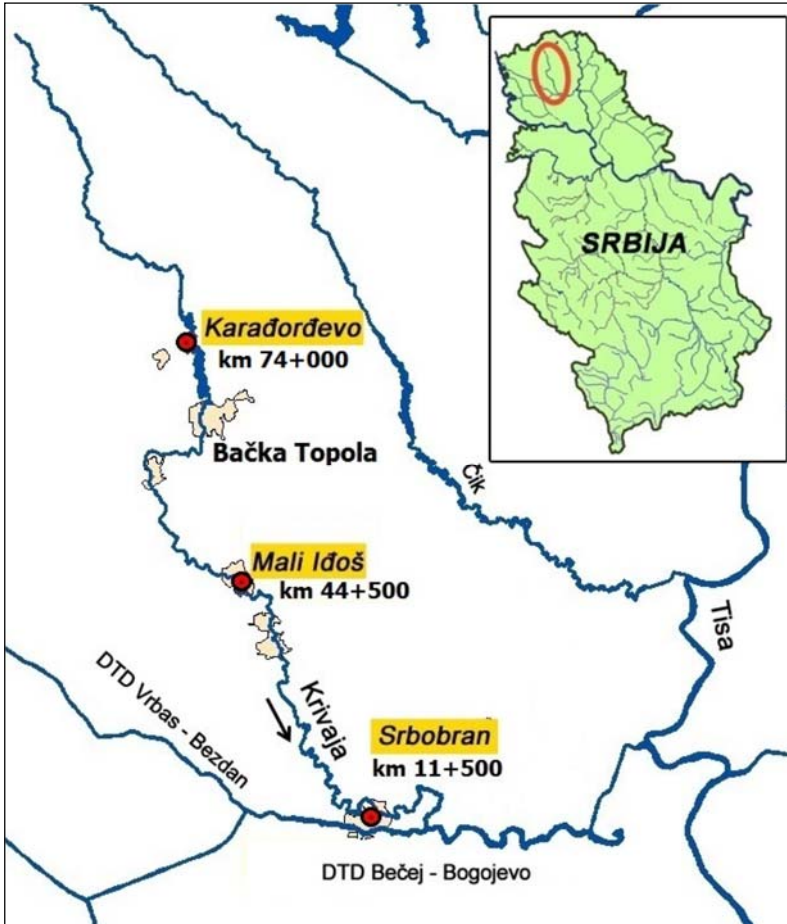 SRBIJA
Karađorđevo
km 74+000
Bačka Topola
Čik
Mali Iđoš
km 44+500
Tisa
DTD Vrbas - Bezdan
Krivaja
Srbobran
km 11+500
DTD Bečej - Bogojevo